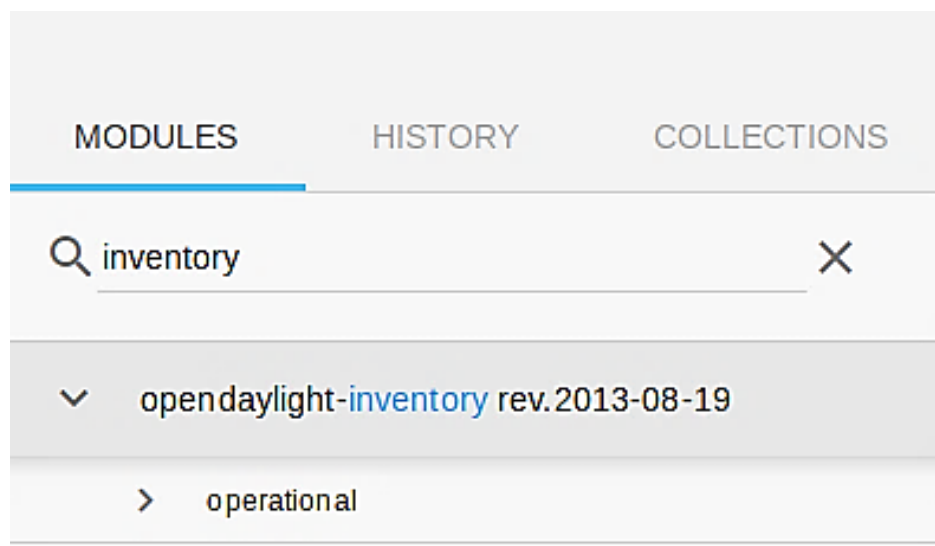 MODULES HISTORY COLLECTIONS
inventory
opendaylight-inventory rev.2013-08-19
operational